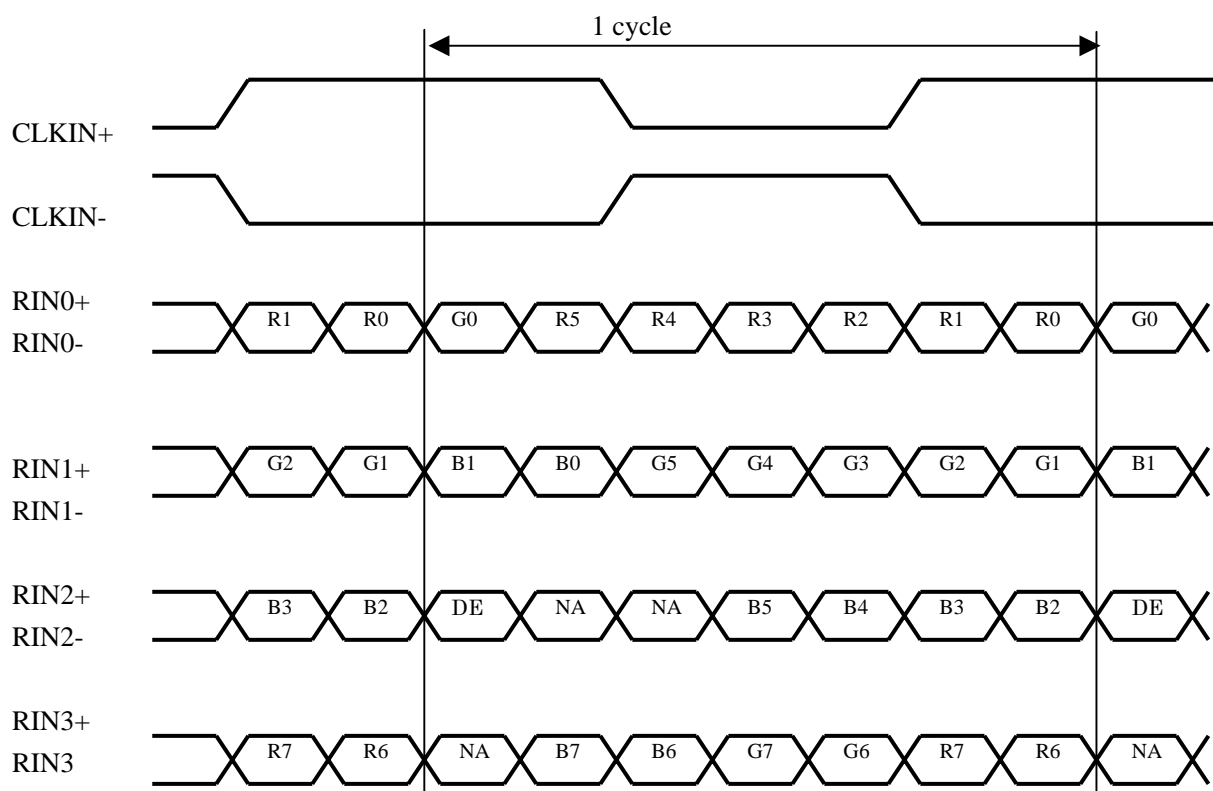 1 cycle
CLKIN+
CLKIN-
RIN0+
R1 R0 G0 R5 R4 R3 R2 R1 R0 G0
RIN0-
RIN1+
G2 G1 B1 B0 G5 G4 G3 G2 G1 B1
RIN1-
RIN2+
B3 B2 DE NA NA B5 B4 B3 B2 DE
RIN2-
RIN3+
R7 R6 NA B7 B6 G7 G6 R7 R6 NA
RIN3